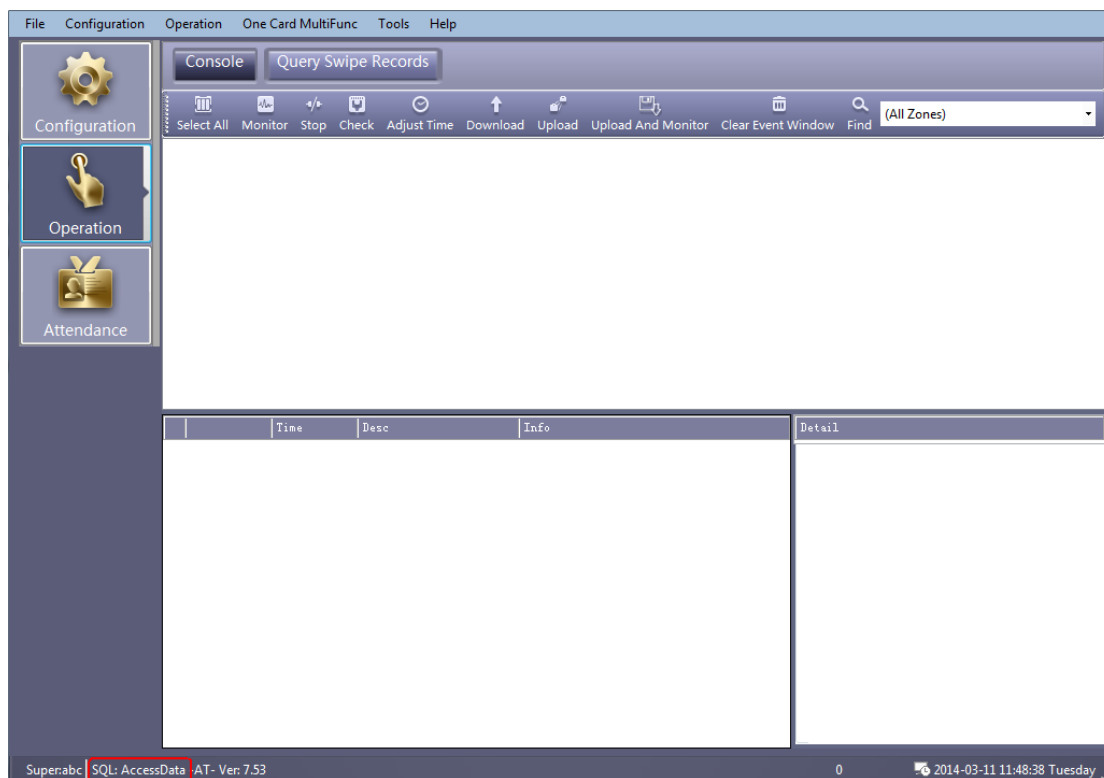 File Configuration Operation One Card MultiFunc Tools Help
Console Query Swipe Records
Configuration
Select All Monitor Stop Check Adjust Time Download Upload Upload And Monitor Clear Event Window Find (All Zones)
Operation
Attendance
Time Desc Info Detail
Super:abc SQL: AccessData -AT- Ver: 7.53 0 2014-03-11 11:48:38 Tuesday